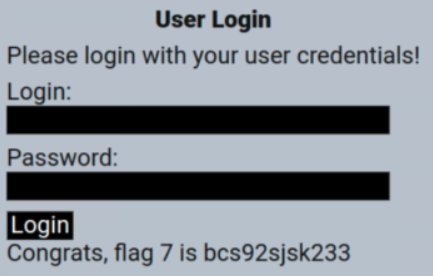 User Login
Please login with your user credentials!
Login:
Password:
Login
Congrats, flag 7 is bcs92sjsk233